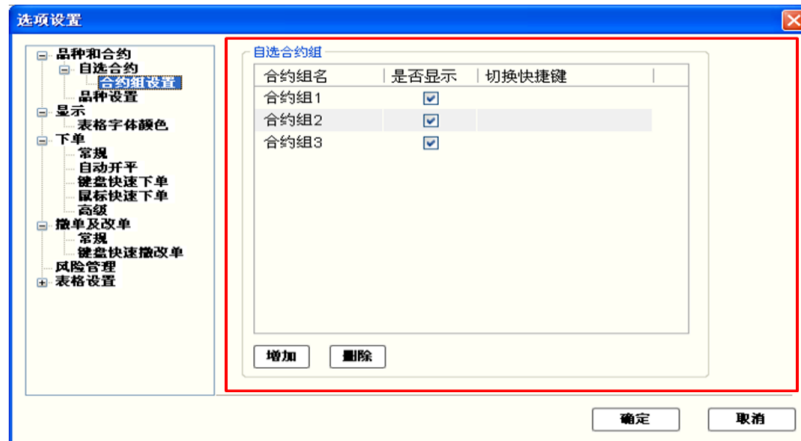 选项设置
品种和合约
自选合约
合约组设置
品种设置
显示
表格字体颜色
下单
常规
自动开平
键盘快速下单
鼠标快速下单
高级
撤单及改单
常规
键盘快速撤改单
风险管理
表格设置
自选合约组
合约组名 是否显示 切换快捷键
合约组1
合约组2
合约组3
增加 删除
确定 取消